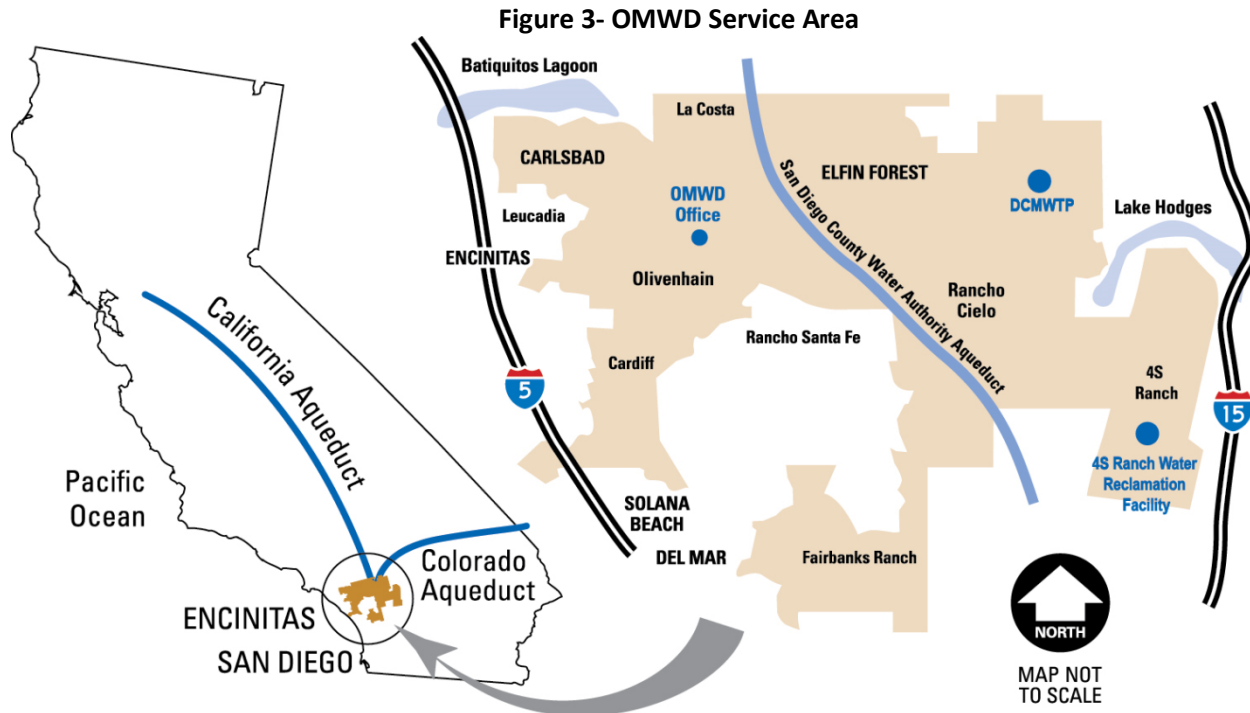 Figure 3- OMWD Service Area
Batiquitos Lagoon
La Costa
CARLSBAD
ELFIN FOREST
OMWD
Office
DCMWTP
Leucadia
Lake Hodges
ENCINITAS
Olivenhain
San Diego County Water Authority Aqueduct
Rancho
Cielo
Rancho Santa Fe
Cardiff
5
4S
Ranch
15
4S Ranch Water
Reclamation
Facility
SOLANA
BEACH
DEL MAR
Fairbanks Ranch
California Aqueduct
Pacific
Ocean
Colorado
Aqueduct
ENCINITAS
SAN DIEGO
NORTH
MAP NOT
TO SCALE